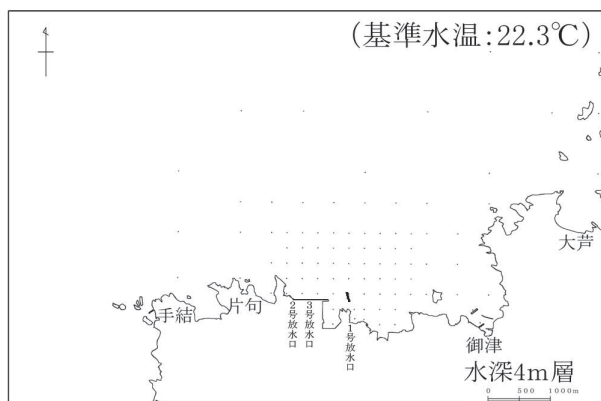 （基準水温：22.3℃）
大芦
手結
片句
2号放水口
3号放水口
1号放水口
御津
水深4m層
0 500 1000m